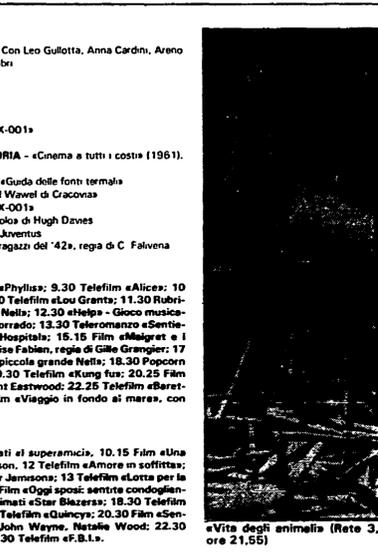 Con Leo Gullotta, Anna Cardini, Areno
bri
X-001»
ORIA - «Cinema a tutti i costi» (1961).
«Guida delle fonti termali»
l Wawel di Cracovia»
X-001»
olo» di Hugh Davies
Juventus
ragazzi del '42», regia di C Falivena
«Phyllis»; 9.30 Telefilm «Alice»; 10
0 Telefilm «Lou Grant»; 11.30 Rubri-
Nell»; 12.30 «Help» - Gioco musica-
orrado; 13.30 Teleromanzo «Sentie-
Hospital»; 15.15 Film «Maigret e i
ise Fabian, regia di Gille Grangier; 17
piccola grande Nell»; 18.30 Popcorn
9.30 Telefilm «Kung fu»; 20.25 Film
nt Eastwood; 22.25 Telefilm «Baret-
lm «Viaggio in fondo al mare», con
ati «I superamici», 10.15 Film «Una
son, 12 Telefilm «Amore in soffitta»;
r Jamison»; 13 Telefilm «Lotta per la
Film «Oggi sposi: sentite condoglian-
imati «Star Blazers»; 18.30 Telefilm
Telefilm «Quincy»; 20.30 Film «Sen-
John Wayne, Natalie Wood; 22.30
.30 Telefilm «F.B.I.».
«Vita degli animali» (Rete 3,
ore 21,55)